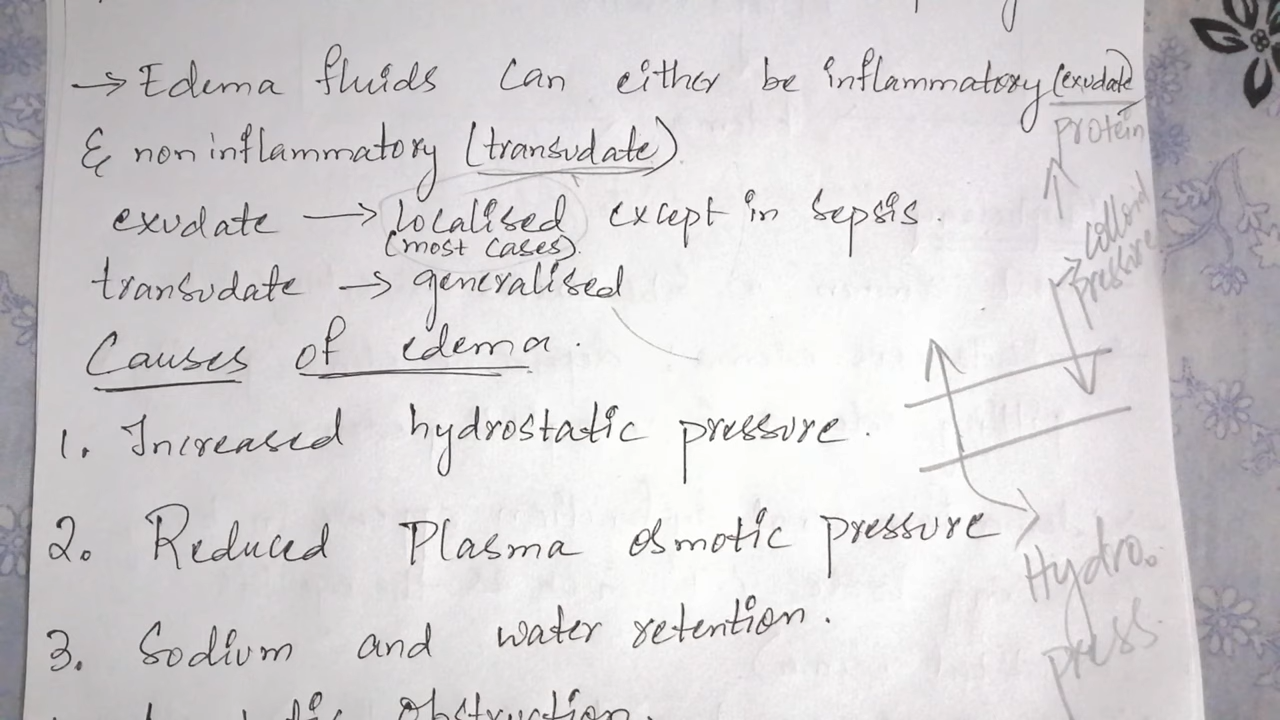 → Edema fluids can either be inflammatory (exudate)
& non inflammatory (transudate)
protein ↑
exudate → localised except in sepsis
(most cases).
transudate → generalised
→ colloid
pressure
Causes of edema.
1. Increased hydrostatic pressure.
2. Reduced Plasma osmotic pressure
Hydro.
press.
3. Sodium and water retention.
obstruction.